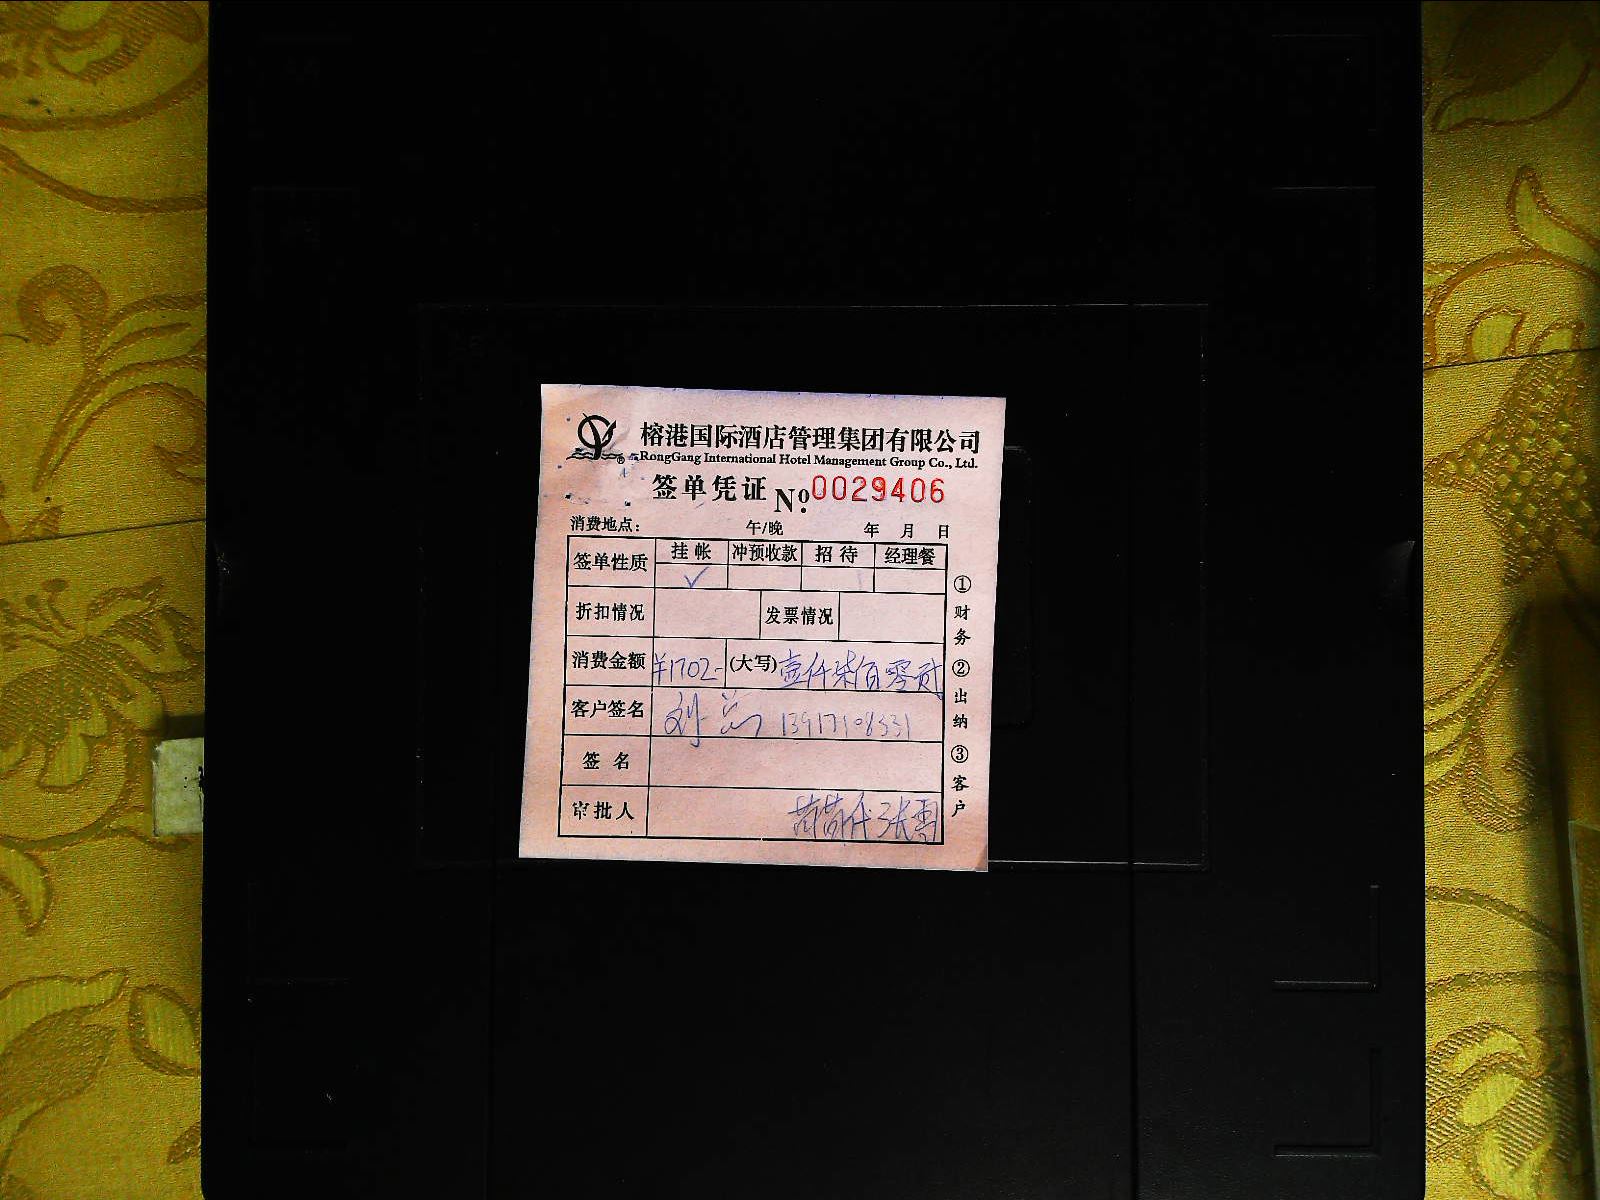 榕港国际酒店管理集团有限公司
RongGang International Hotel Management Group Co., Ltd.
签单凭证 Nº 0029406
消费地点： 午/晚 年 月 日
签单性质 挂帐 冲预收款 招待 经理餐
✓
折扣情况 发票情况
消费金额 ¥1702- (大写) 壹仟柒佰零贰
客户签名 刘总 13917108331
签名
审批人 代张
①财务 ②出纳 ③客户